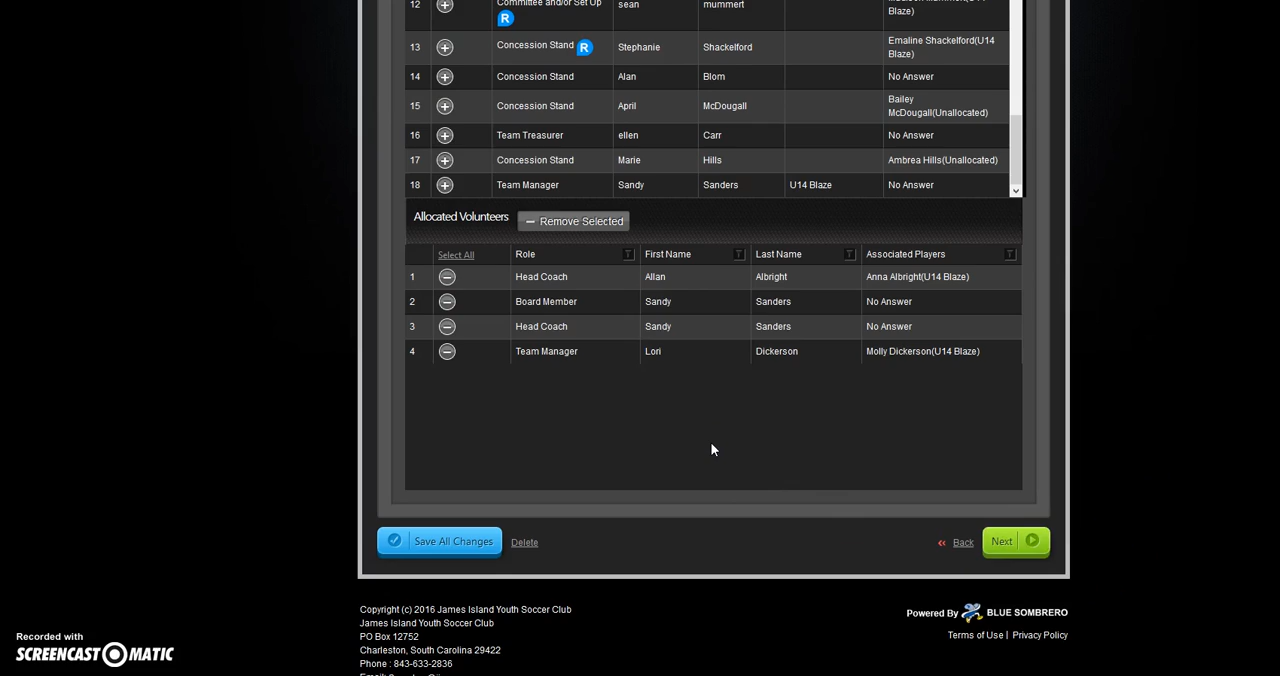 12 Committee and/or Set Up R sean mummert Madison Mummert(U14 Blaze)
13 Concession Stand R Stephanie Shackelford Emaline Shackelford(U14 Blaze)
14 Concession Stand Alan Blom No Answer
15 Concession Stand April McDougall Bailey McDougall(Unallocated)
16 Team Treasurer ellen Carr No Answer
17 Concession Stand Marie Hills Ambrea Hills(Unallocated)
18 Team Manager Sandy Sanders U14 Blaze No Answer
Allocated Volunteers Remove Selected
Select All Role First Name Last Name Associated Players
1 Head Coach Allan Albright Anna Albright(U14 Blaze)
2 Board Member Sandy Sanders No Answer
3 Head Coach Sandy Sanders No Answer
4 Team Manager Lori Dickerson Molly Dickerson(U14 Blaze)
Save All Changes Delete « Back Next
Copyright (c) 2016 James Island Youth Soccer Club
James Island Youth Soccer Club
PO Box 12752
Charleston, South Carolina 29422
Phone : 843-633-2836
Powered By BLUE SOMBRERO
Terms of Use | Privacy Policy
Recorded with
SCREENCAST-O-MATIC